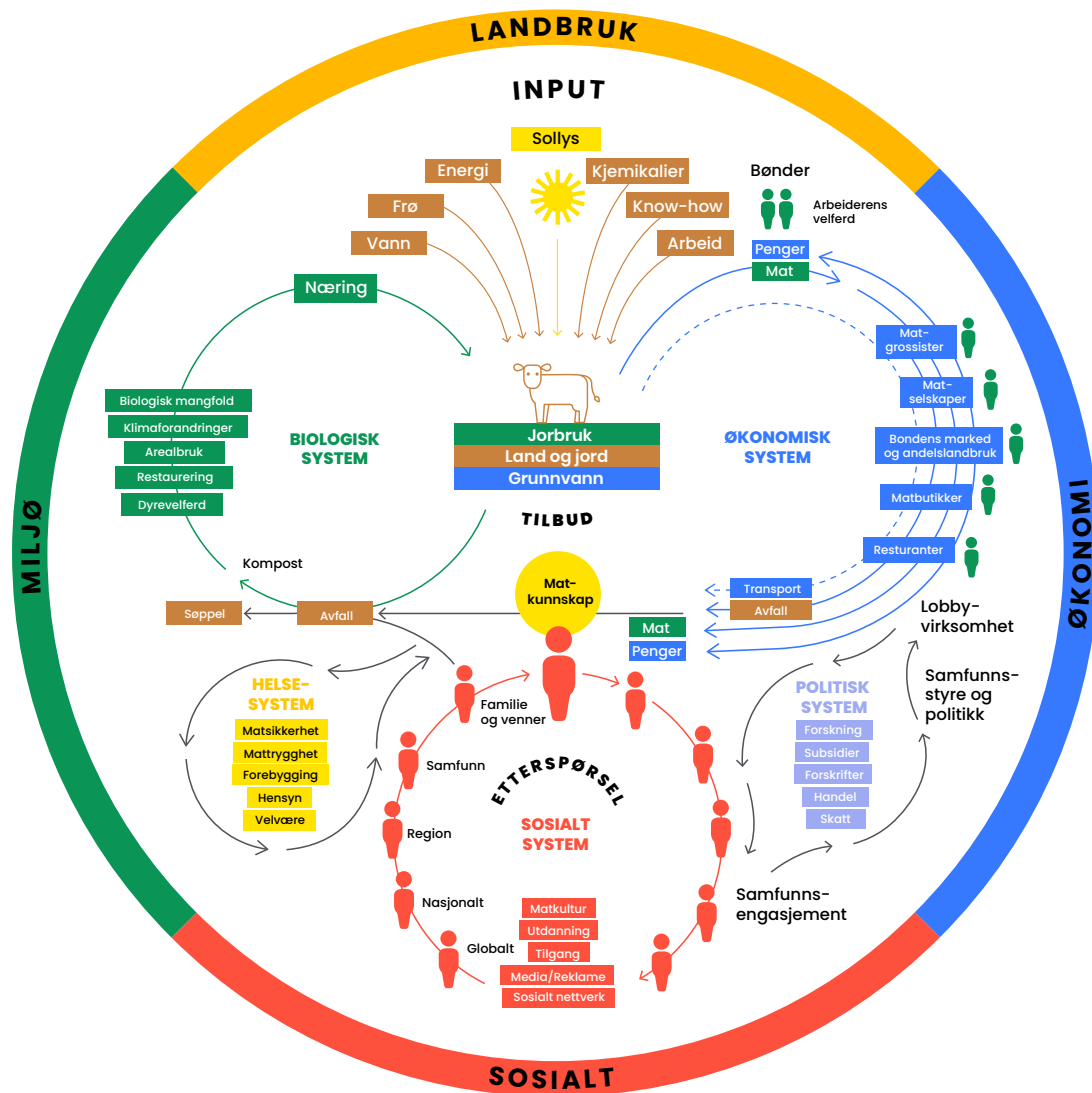 LANDBRUK
INPUT
Sollys
Energi
Kjemikalier
Frø
Know-how
Vann
Arbeid
Bønder
Arbeiderens
velferd
Penger
Mat
Næring
Mat-
grossister
Mat-
selskaper
Bondens marked
og andelslandbruk
Matbutikker
Resturanter
Biologisk mangfold
Klimaforandringer
Arealbruk
Restaurering
Dyrevelferd
BIOLOGISK
SYSTEM
ØKONOMISK
SYSTEM
Jorbruk
Land og jord
Grunnvann
TILBUD
MILJØ
ØKONOMI
Kompost
Søppel
Avfall
Mat-
kunnskap
Transport
Avfall
Mat
Penger
Lobby-
virksomhet
Samfunns-
styre og
politikk
HELSE-
SYSTEM
Matsikkerhet
Mattrygghet
Forebygging
Hensyn
Velvære
POLITISK
SYSTEM
Forskning
Subsidier
Forskrifter
Handel
Skatt
Samfunns-
engasjement
Familie
og venner
Samfunn
Region
Nasjonalt
Globalt
ETTERSPØRSEL
SOSIALT
SYSTEM
Matkultur
Utdanning
Tilgang
Media/Reklame
Sosialt nettverk
SOSIALT